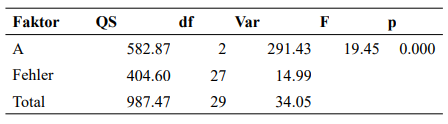 Faktor QS df Var F p
A 582.87 2 291.43 19.45 0.000
Fehler 404.60 27 14.99
Total 987.47 29 34.05